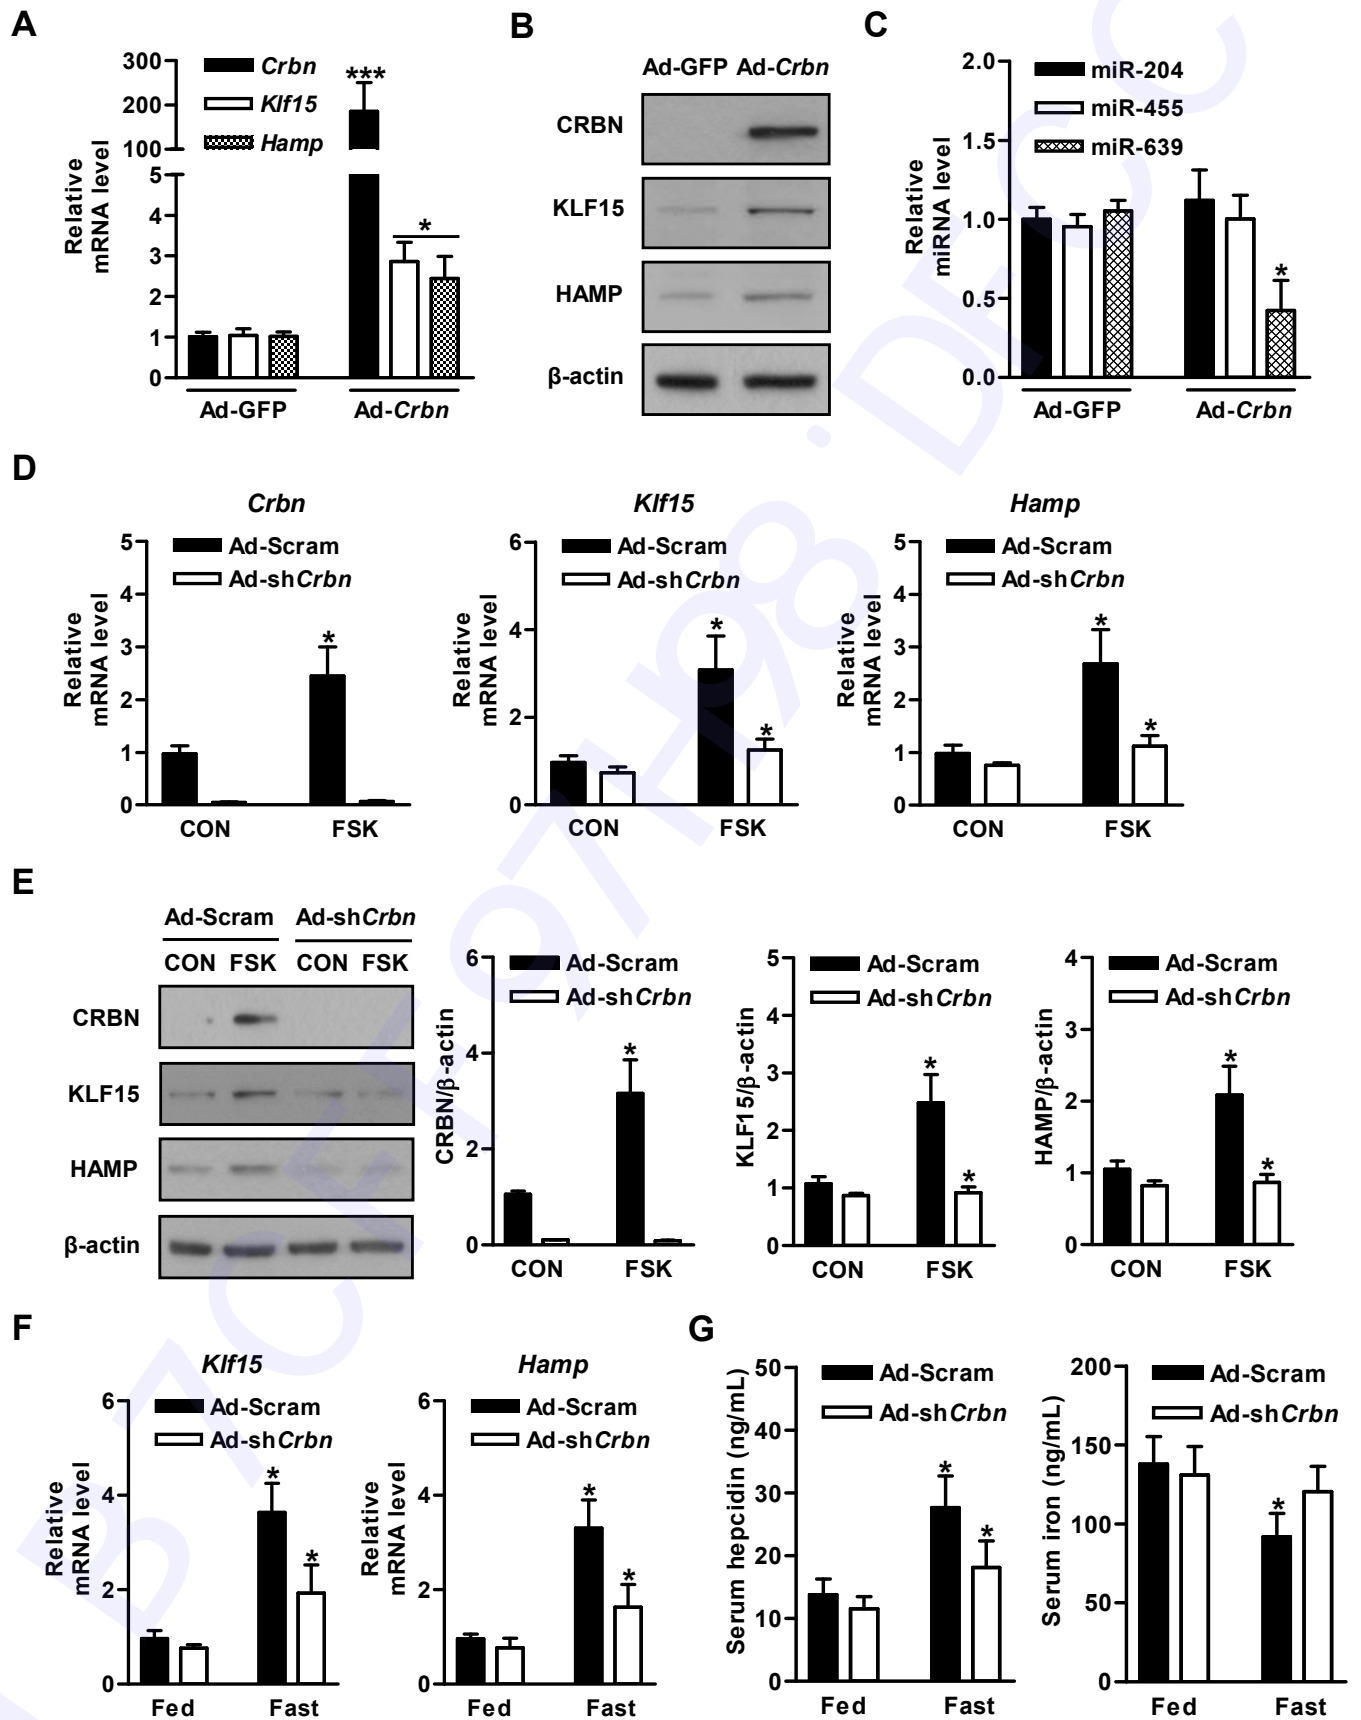 A
300
200
100
5
4
3
2
1
0
Relative
mRNA level
Crbn
Klf15
Hamp
***
*
Ad-GFP
Ad-Crbn
B
Ad-GFP Ad-Crbn
CRBN
KLF15
HAMP
β-actin
C
2.0
1.5
1.0
0.5
0.0
Relative
miRNA level
miR-204
miR-455
miR-639
*
Ad-GFP
Ad-Crbn
D
Crbn
5
4
3
2
1
0
Relative
mRNA level
Ad-Scram
Ad-shCrbn
*
CON
FSK
Klf15
6
4
2
0
Relative
mRNA level
Ad-Scram
Ad-shCrbn
*
*
CON
FSK
Hamp
5
4
3
2
1
0
Relative
mRNA level
Ad-Scram
Ad-shCrbn
*
*
CON
FSK
E
Ad-Scram Ad-shCrbn
CON FSK CON FSK
CRBN
KLF15
HAMP
β-actin
6
4
2
0
CRBN/β-actin
Ad-Scram
Ad-shCrbn
*
CON
FSK
5
4
3
2
1
0
KLF15/β-actin
Ad-Scram
Ad-shCrbn
*
*
CON
FSK
4
3
2
1
0
HAMP/β-actin
Ad-Scram
Ad-shCrbn
*
*
CON
FSK
F
Klf15
6
4
2
0
Relative
mRNA level
Ad-Scram
Ad-shCrbn
*
*
Fed
Fast
Hamp
6
4
2
0
Relative
mRNA level
Ad-Scram
Ad-shCrbn
*
*
Fed
Fast
G
50
40
30
20
10
0
Serum hepcidin (ng/mL)
Ad-Scram
Ad-shCrbn
*
*
Fed
Fast
200
150
100
50
0
Serum iron (ng/mL)
Ad-Scram
Ad-shCrbn
*
Fed
Fast